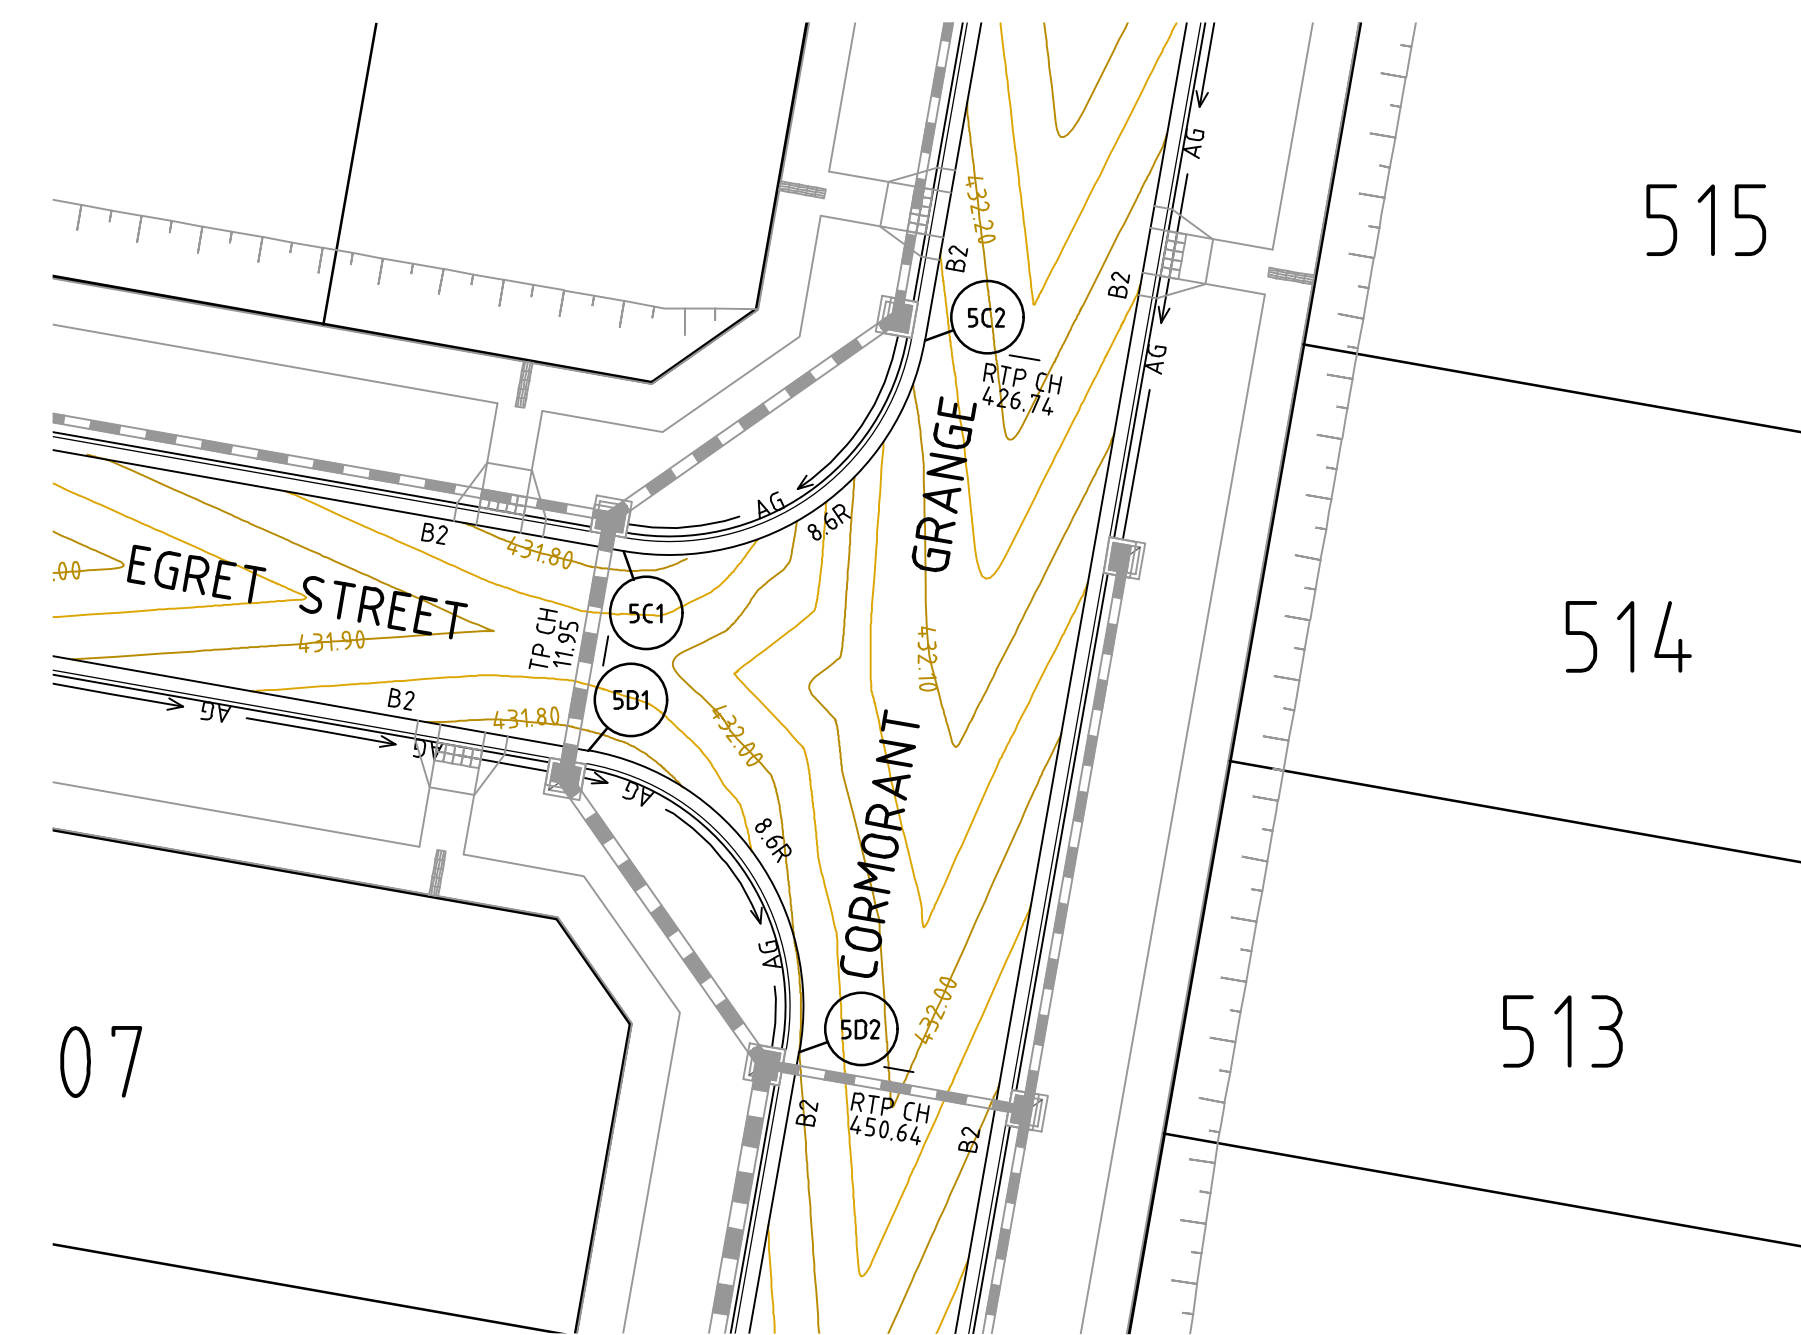 AG
515
432.20
B2
B2
5C2
AG
RTP CH
426.74
GRANGE
AG
8.6R
B2
431.80
.00
EGRET STREET
5C1
514
431.90
TP CH
11.95
432.10
5D1
B2
431.80
AG
432.00
AG
AG
8.6R
CORMORANT
AG
432.00
5D2
513
07
RTP CH
450.64
B2
B2